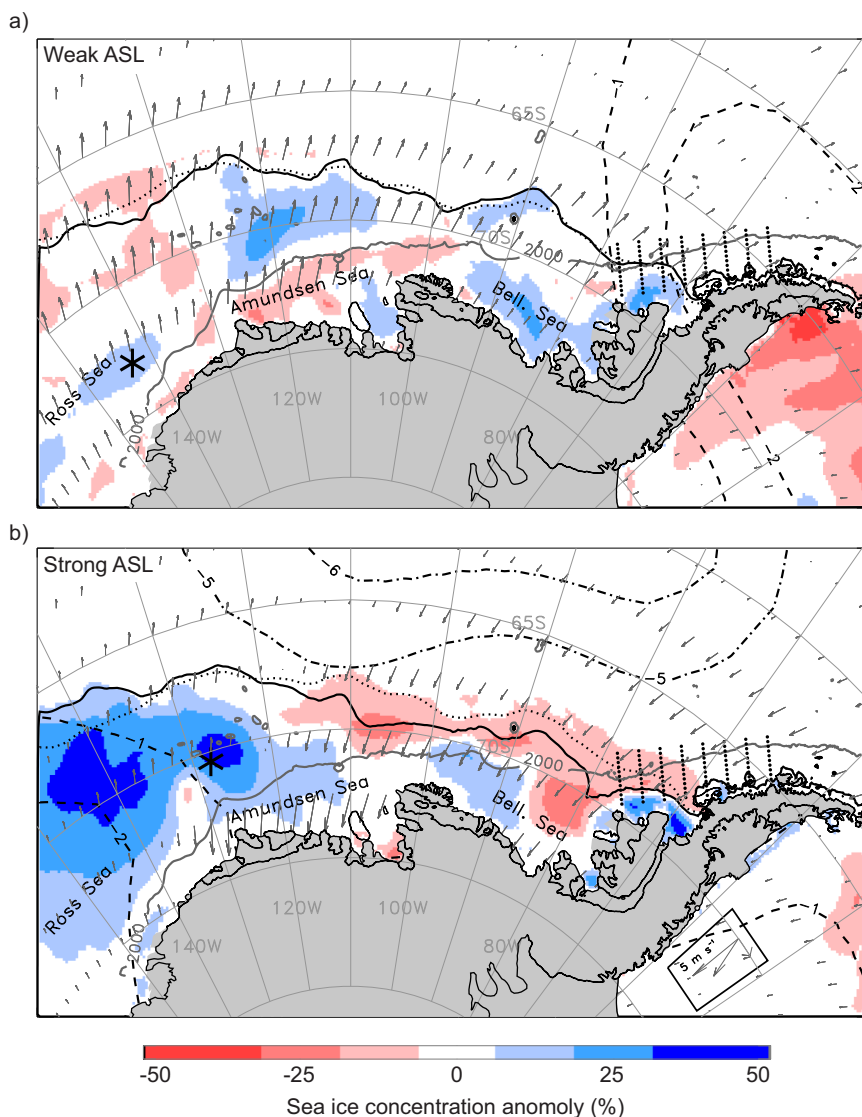 a)
Weak ASL
65S
-1
70S
2000
Amundsen Sea
Bell Sea
Ross Sea
2000
120W
100W
140W
80W
b)
Strong ASL
-5
-6
65S
-5
1
70S
2000
Amundsen Sea
Bell Sea
2
Ross Sea
2000
120W
100W
140W
80W
-1
5 m s⁻¹
-50
-25
0
25
50
Sea ice concentration anomoly (%)